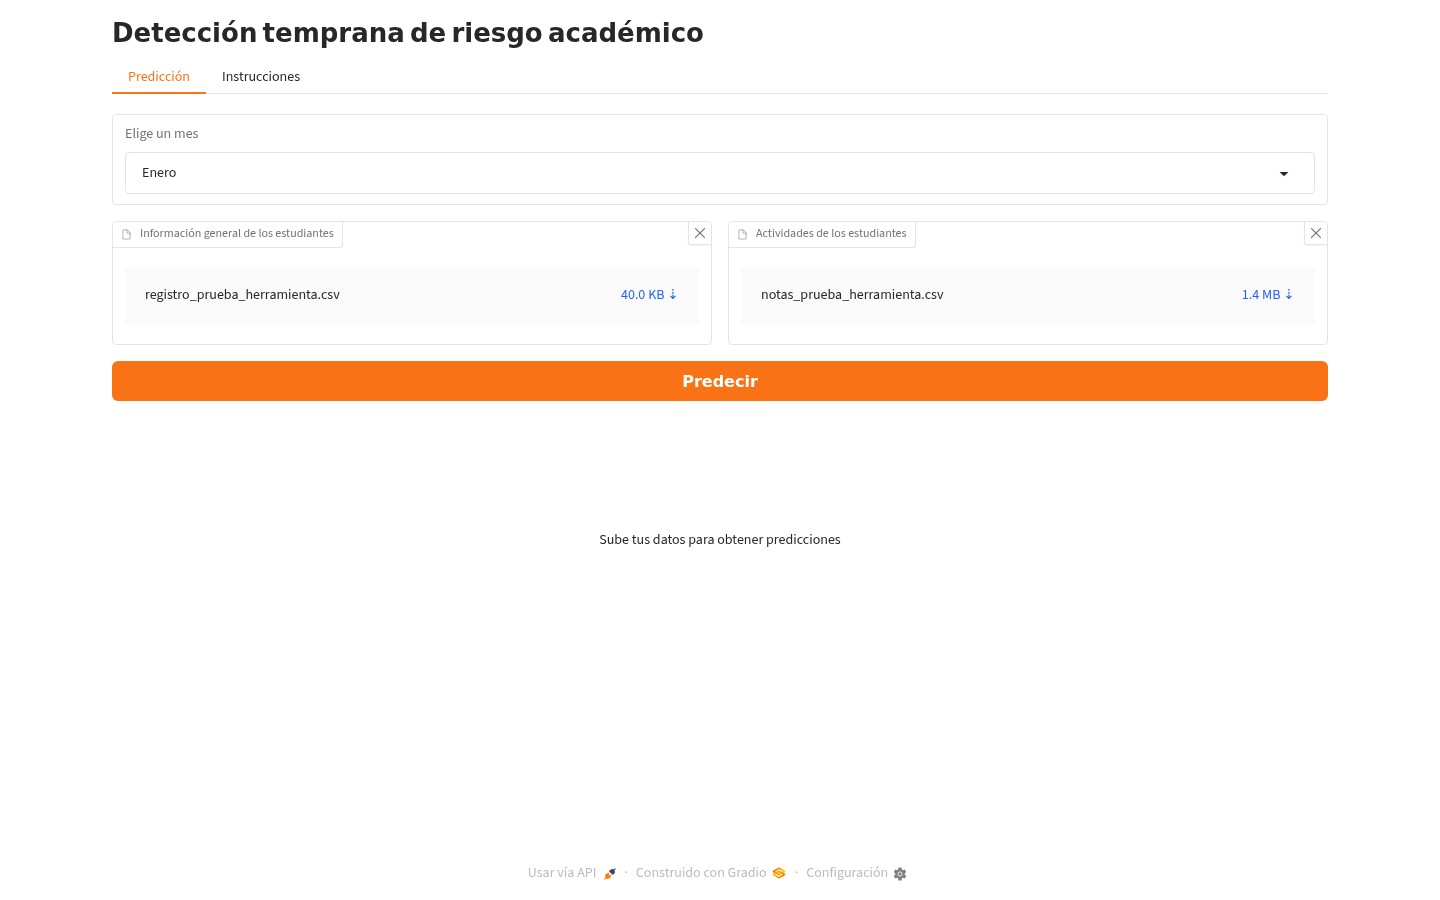 Detección temprana de riesgo académico
Predicción Instrucciones
Elige un mes
Enero
Información general de los estudiantes
registro_prueba_herramienta.csv 40.0 KB ⇣
Actividades de los estudiantes
notas_prueba_herramienta.csv 1.4 MB ⇣
Predecir
Sube tus datos para obtener predicciones
Usar vía API · Construido con Gradio · Configuración